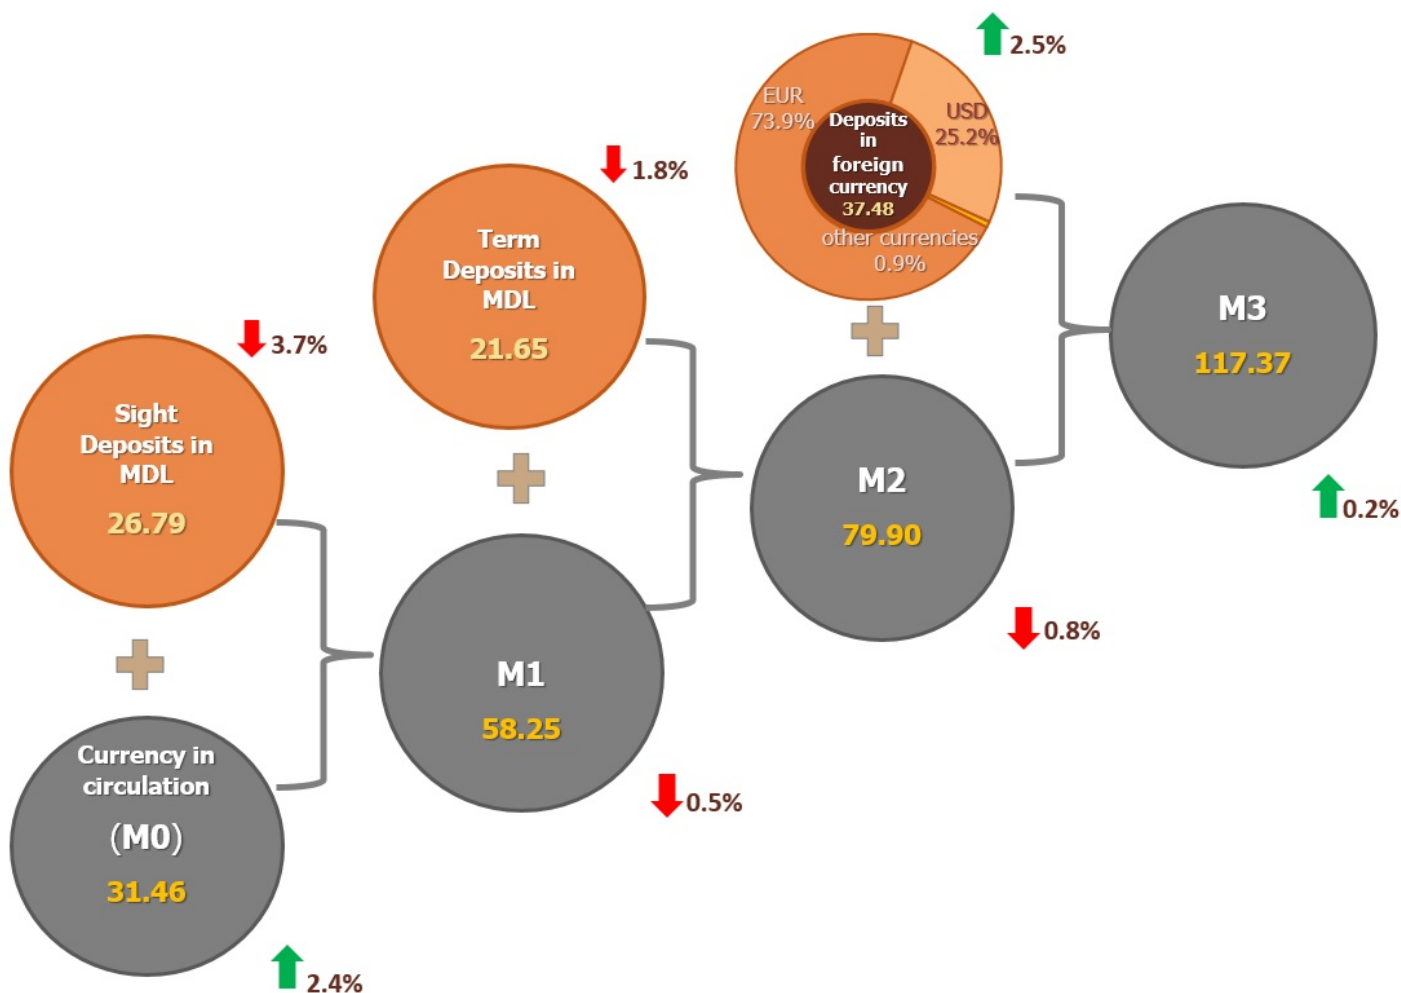 2.5%
EUR
73.9%
USD
25.2%
Deposits
in
foreign
currency
37.48
other currencies
0.9%
1.8%
Term
Deposits in
MDL
21.65
3.7%
Sight
Deposits in
MDL
26.79
M3
117.37
0.2%
M2
79.90
0.8%
M1
58.25
0.5%
Currency in
circulation
(M0)
31.46
2.4%